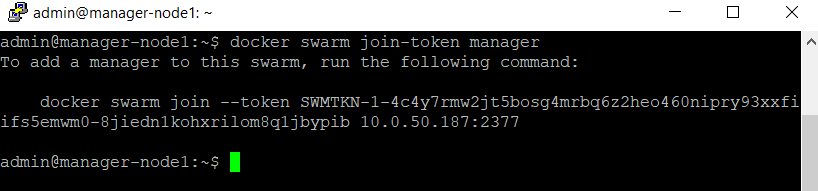 admin@manager-node1: ~
admin@manager-node1:~$ docker swarm join-token manager
To add a manager to this swarm, run the following command:
docker swarm join --token SWMTKN-1-4c4y7rmw2jt5bosg4mrbq6z2heo460nipry93xxfi
ifs5emwm0-8jiedn1kohxrilom8q1jbypib 10.0.50.187:2377
admin@manager-node1:~$